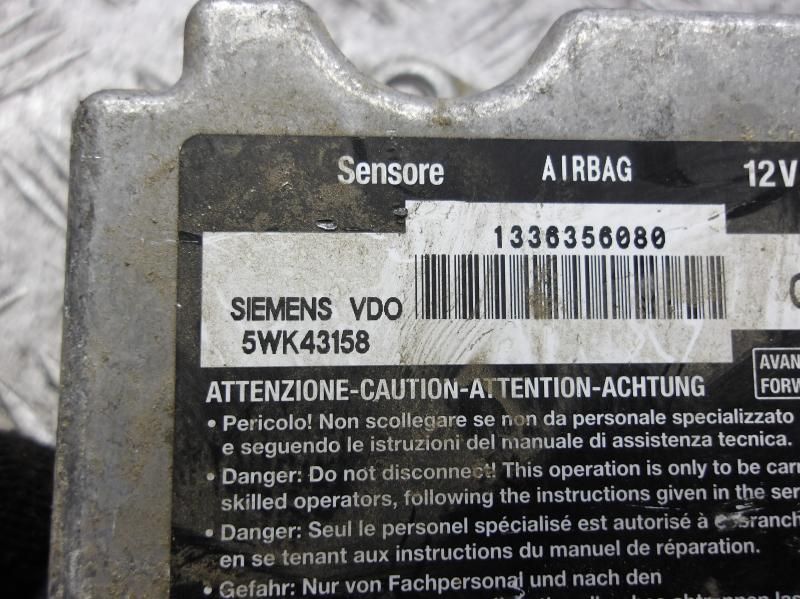 Sensore AIRBAG 12V
1336356080
SIEMENS VDO
5WK43158
AVAN
FORW
ATTENZIONE-CAUTION-ATTENTION-ACHTUNG
• Pericolo! Non scollegare se non da personale specializzato
e seguendo le istruzioni del manuale di assistenza tecnica.
• Danger: Do not disconnect! This operation is only to be carr
skilled operators, following the instructions given in the ser
• Danger: Seul le personel spécialisé est autorisé à
en se tenant aux instructions du manuel de réparation.
• Gefahr: Nur von Fachpersonal und nach den